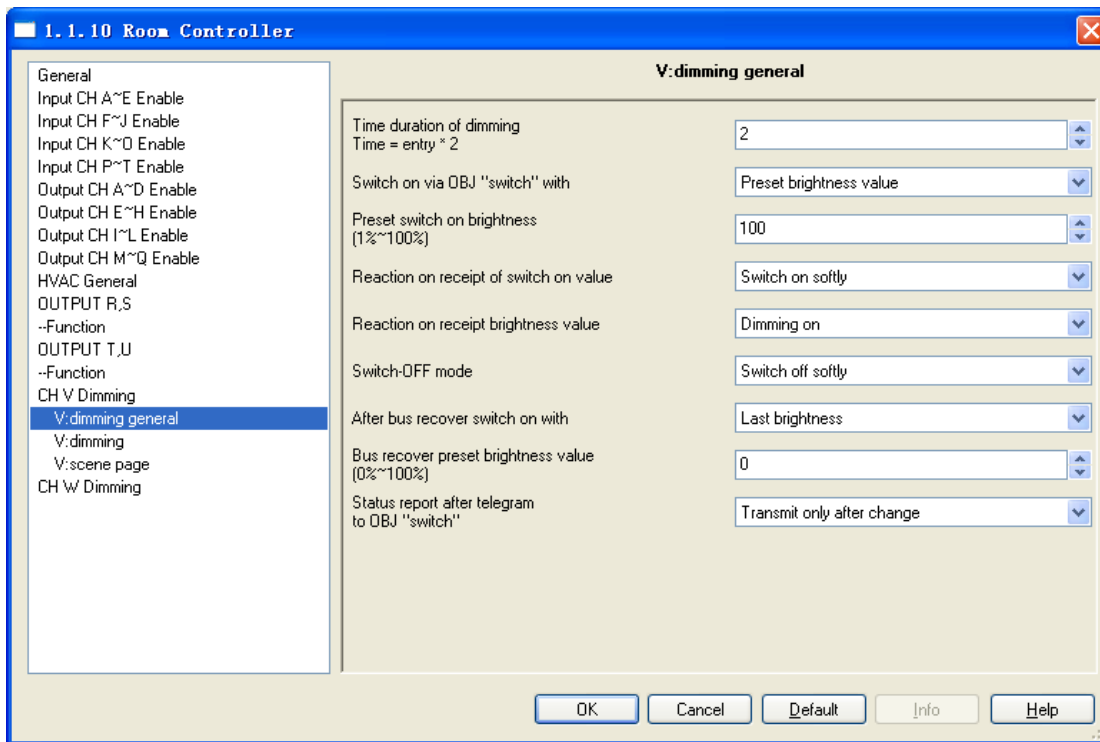 1.1.10 Room Controller
General
Input CH A~E Enable
Input CH F~J Enable
Input CH K~O Enable
Input CH P~T Enable
Output CH A~D Enable
Output CH E~H Enable
Output CH I~L Enable
Output CH M~Q Enable
HVAC General
OUTPUT R,S
--Function
OUTPUT T,U
--Function
CH V Dimming
V:dimming general
V:dimming
V:scene page
CH W Dimming
V:dimming general
Time duration of dimming
Time = entry * 2
2
Switch on via OBJ "switch" with
Preset brightness value
Preset switch on brightness
(1%~100%)
100
Reaction on receipt of switch on value
Switch on softly
Reaction on receipt brightness value
Dimming on
Switch-OFF mode
Switch off softly
After bus recover switch on with
Last brightness
Bus recover preset brightness value
(0%~100%)
0
Status report after telegram
to OBJ "switch"
Transmit only after change
OK
Cancel
Default
Info
Help